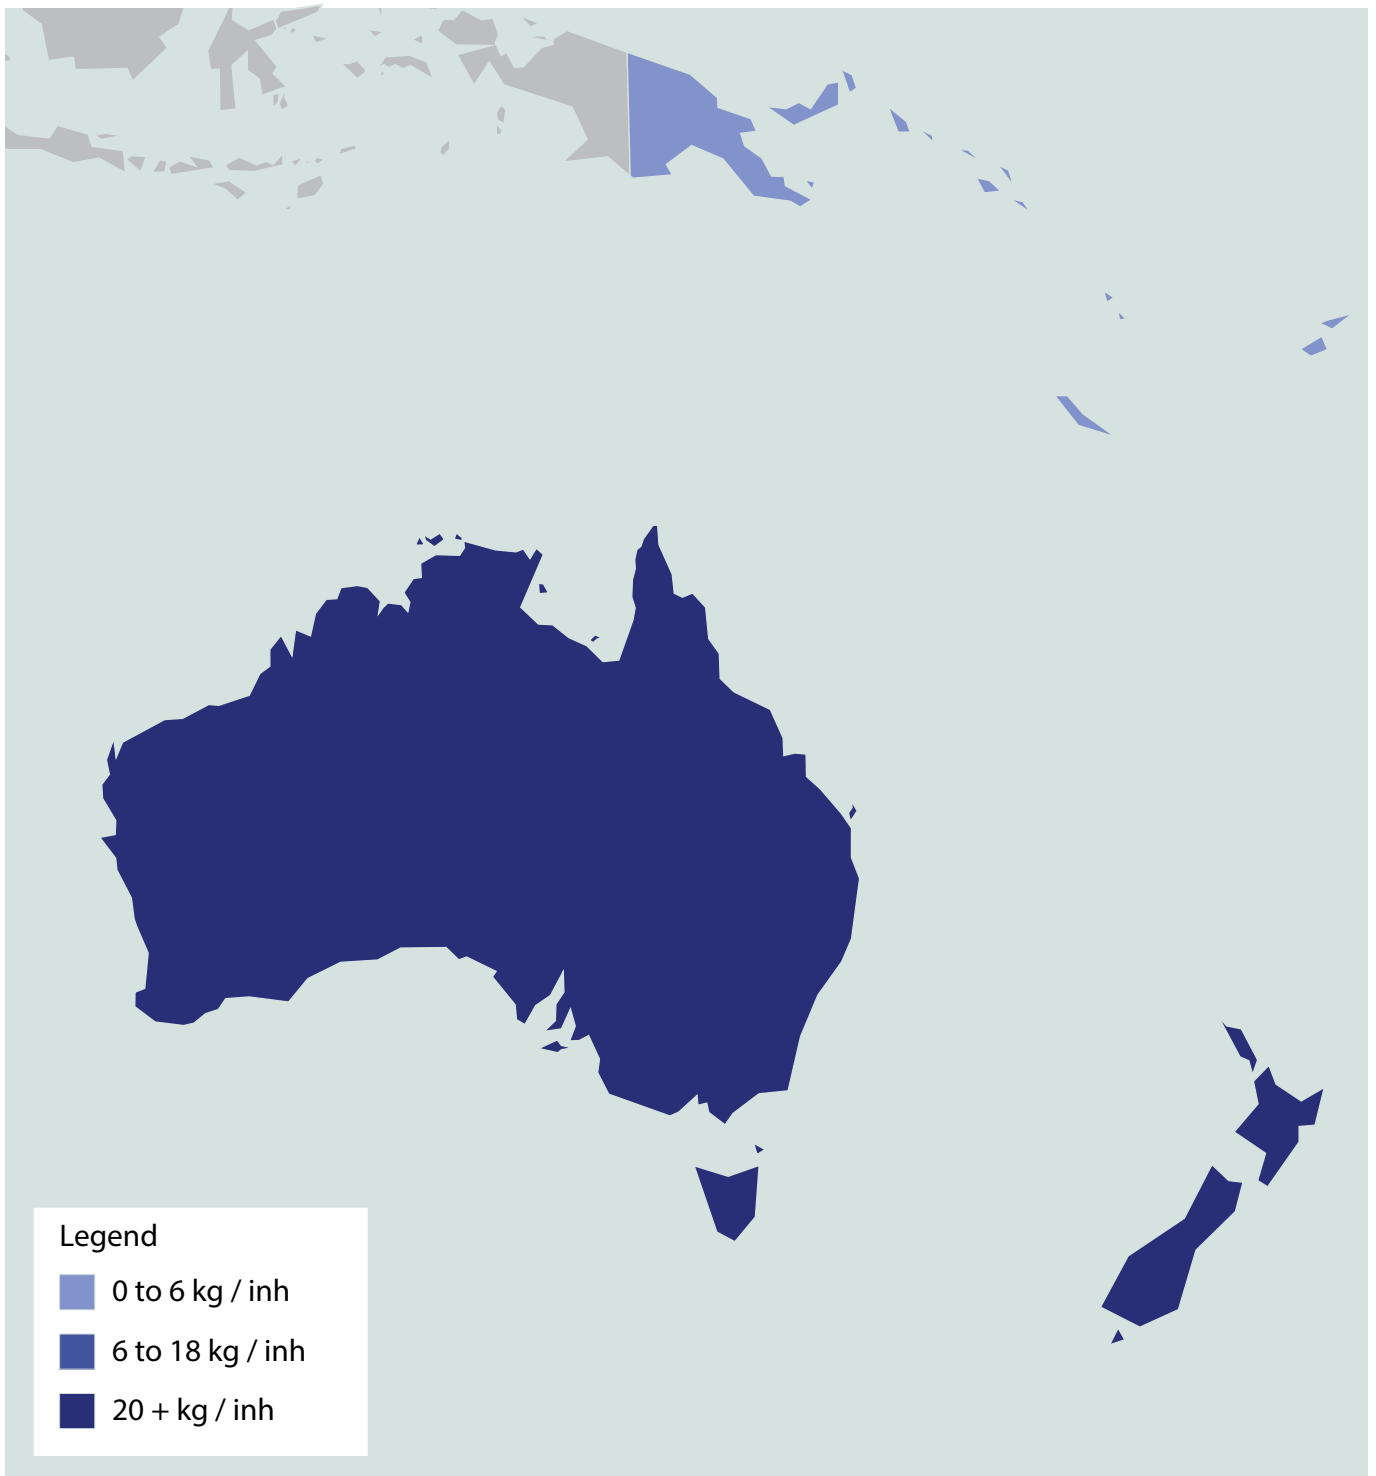 Legend
0 to 6 kg / inh
6 to 18 kg / inh
20 + kg / inh